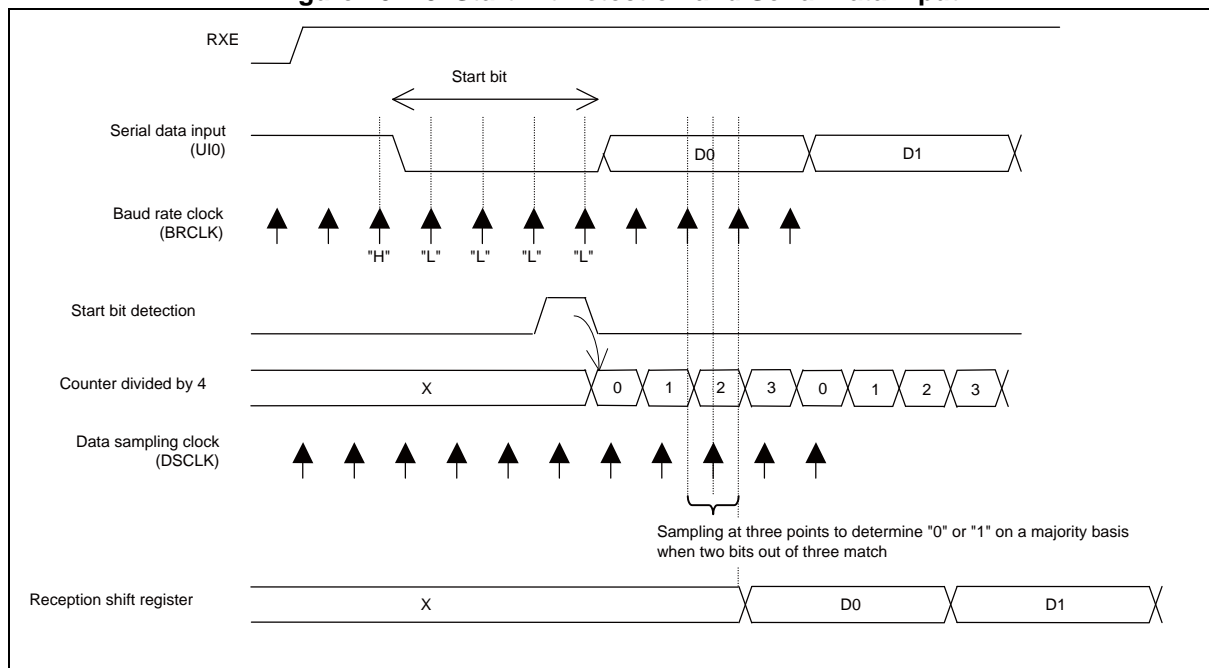 RXE
Start bit
Serial data input
(UI0)
D0
D1
Baud rate clock
(BRCLK)
"H" "L" "L" "L" "L"
Start bit detection
Counter divided by 4
X 0 1 2 3 0 1 2 3
Data sampling clock
(DSCLK)
Sampling at three points to determine "0" or "1" on a majority basis
when two bits out of three match
Reception shift register
X D0 D1